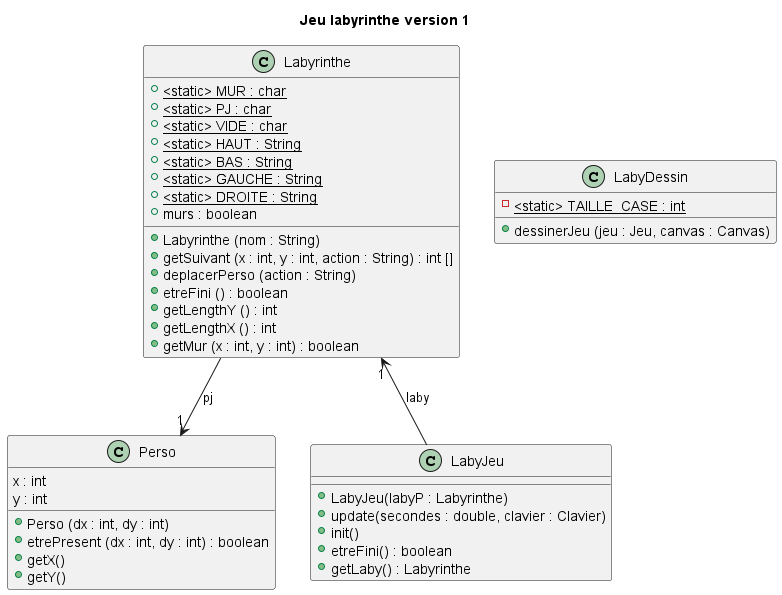 Jeu labyrinthe version 1
C Labyrinthe
<static> MUR : char
<static> PJ : char
<static> VIDE : char
<static> HAUT : String
<static> BAS : String
<static> GAUCHE : String
<static> DROITE : String
murs : boolean
Labyrinthe (nom : String)
getSuivant (x : int, y : int, action : String) : int []
deplacerPerso (action : String)
etreFini () : boolean
getLengthY () : int
getLengthX () : int
getMur (x : int, y : int) : boolean
C LabyDessin
<static> TAILLE_CASE : int
dessinerJeu (jeu : Jeu, canvas : Canvas)
1
pj
1
laby
C Perso
x : int
y : int
Perso (dx : int, dy : int)
etrePresent (dx : int, dy : int) : boolean
getX()
getY()
C LabyJeu
LabyJeu(labyP : Labyrinthe)
update(secondes : double, clavier : Clavier)
init()
etreFini() : boolean
getLaby() : Labyrinthe